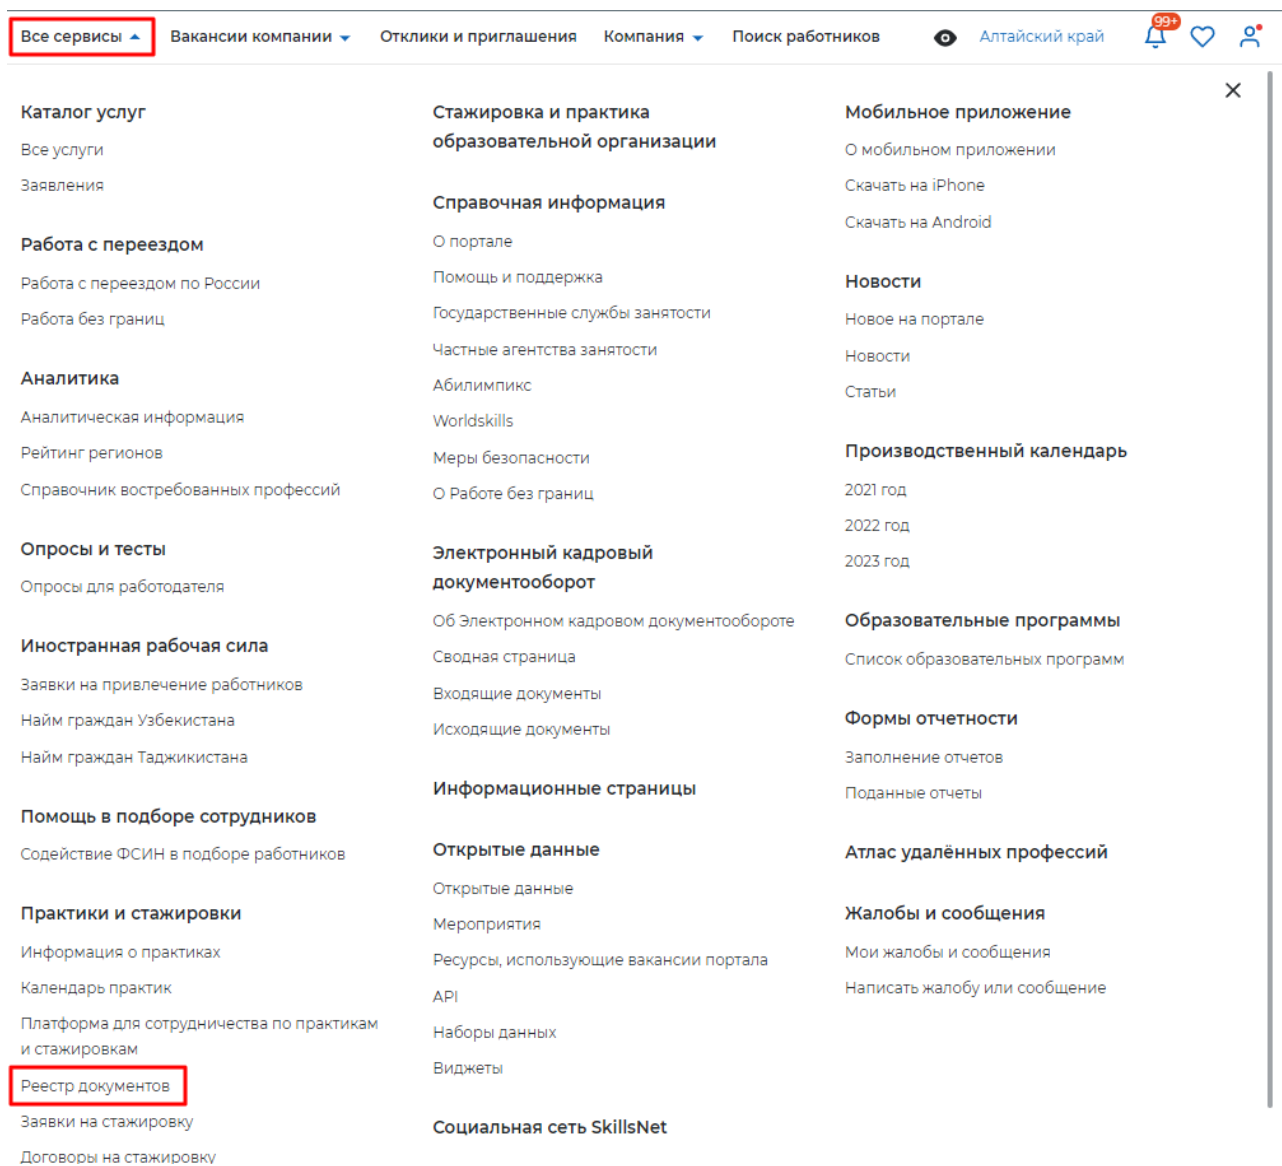 Все сервисы
Вакансии компании
Отклики и приглашения
Компания
Поиск работников
Алтайский край
99+
Каталог услуг
Все услуги
Заявления
Работа с переездом
Работа с переездом по России
Работа без границ
Аналитика
Аналитическая информация
Рейтинг регионов
Справочник востребованных профессий
Опросы и тесты
Опросы для работодателя
Иностранная рабочая сила
Заявки на привлечение работников
Найм граждан Узбекистана
Найм граждан Таджикистана
Помощь в подборе сотрудников
Содействие ФСИН в подборе работников
Практики и стажировки
Информация о практиках
Календарь практик
Платформа для сотрудничества по практикам
и стажировкам
Реестр документов
Заявки на стажировку
Договоры на стажировку
Стажировка и практика
образовательной организации
Справочная информация
О портале
Помощь и поддержка
Государственные службы занятости
Частные агентства занятости
Абилимпикс
Worldskills
Меры безопасности
О Работе без границ
Электронный кадровый
документооборот
Об Электронном кадровом документообороте
Сводная страница
Входящие документы
Исходящие документы
Информационные страницы
Открытые данные
Открытые данные
Мероприятия
Ресурсы, использующие вакансии портала
API
Наборы данных
Виджеты
Социальная сеть SkillsNet
Мобильное приложение
О мобильном приложении
Скачать на iPhone
Скачать на Android
Новости
Новое на портале
Новости
Статьи
Производственный календарь
2021 год
2022 год
2023 год
Образовательные программы
Список образовательных программ
Формы отчетности
Заполнение отчетов
Поданные отчеты
Атлас удалённых профессий
Жалобы и сообщения
Мои жалобы и сообщения
Написать жалобу или сообщение